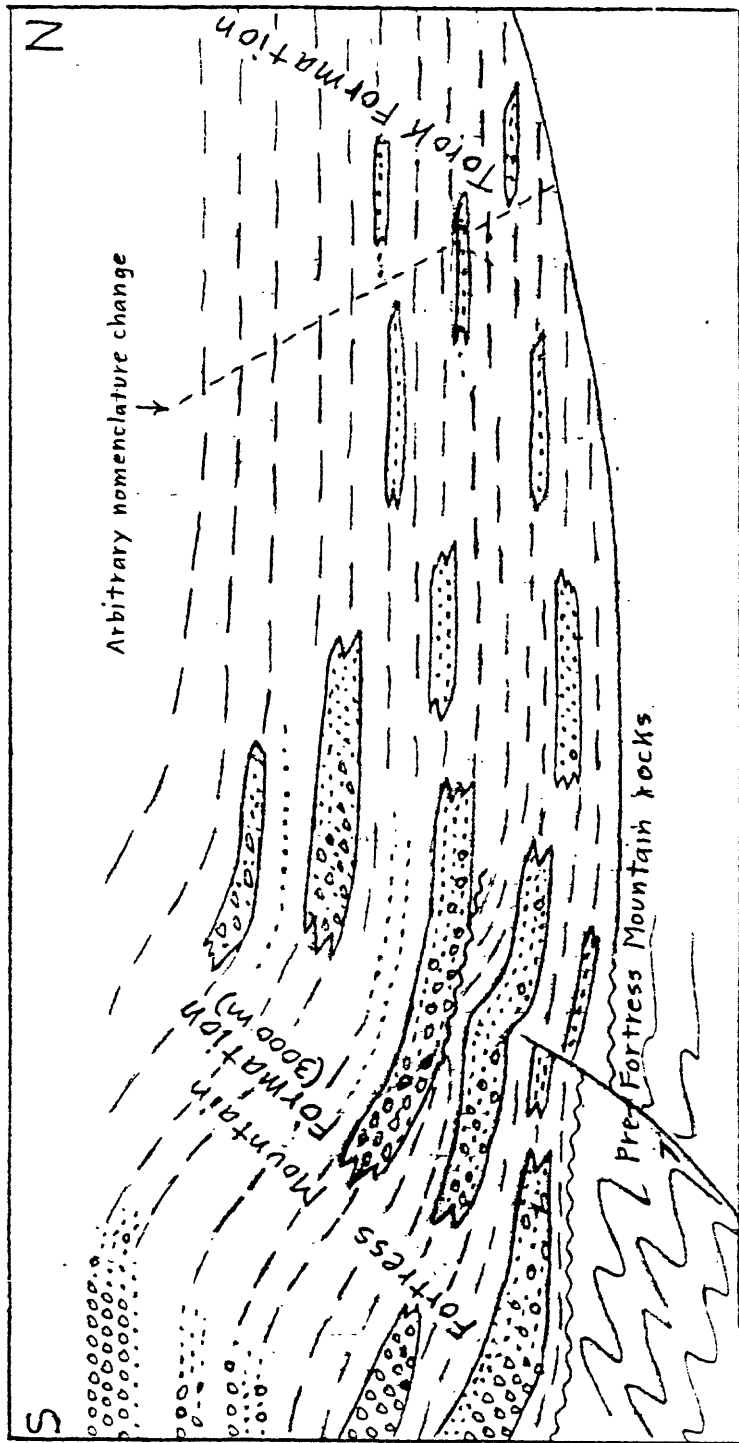 S
N
Arbitrary nomenclature change
Torok Formation
Fortress
Mountain
Formation
(3000 m)
Pre-Fortress Mountain rocks